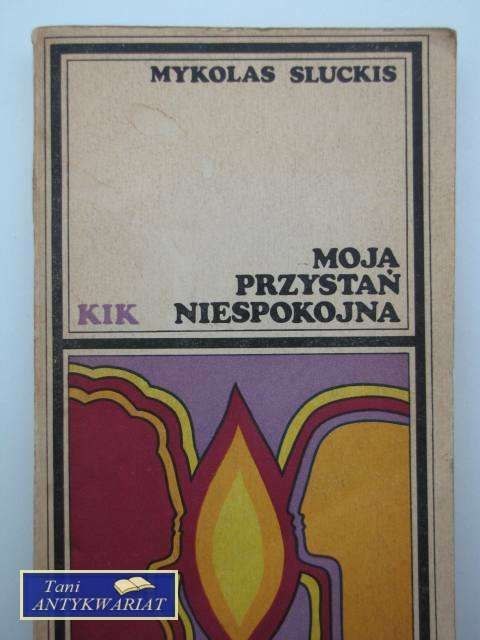 MYKOLAS SLUCKIS
MOJA
PRZYSTAŃ
KIK NIESPOKOJNA
Tani
ANTYKWARIAT